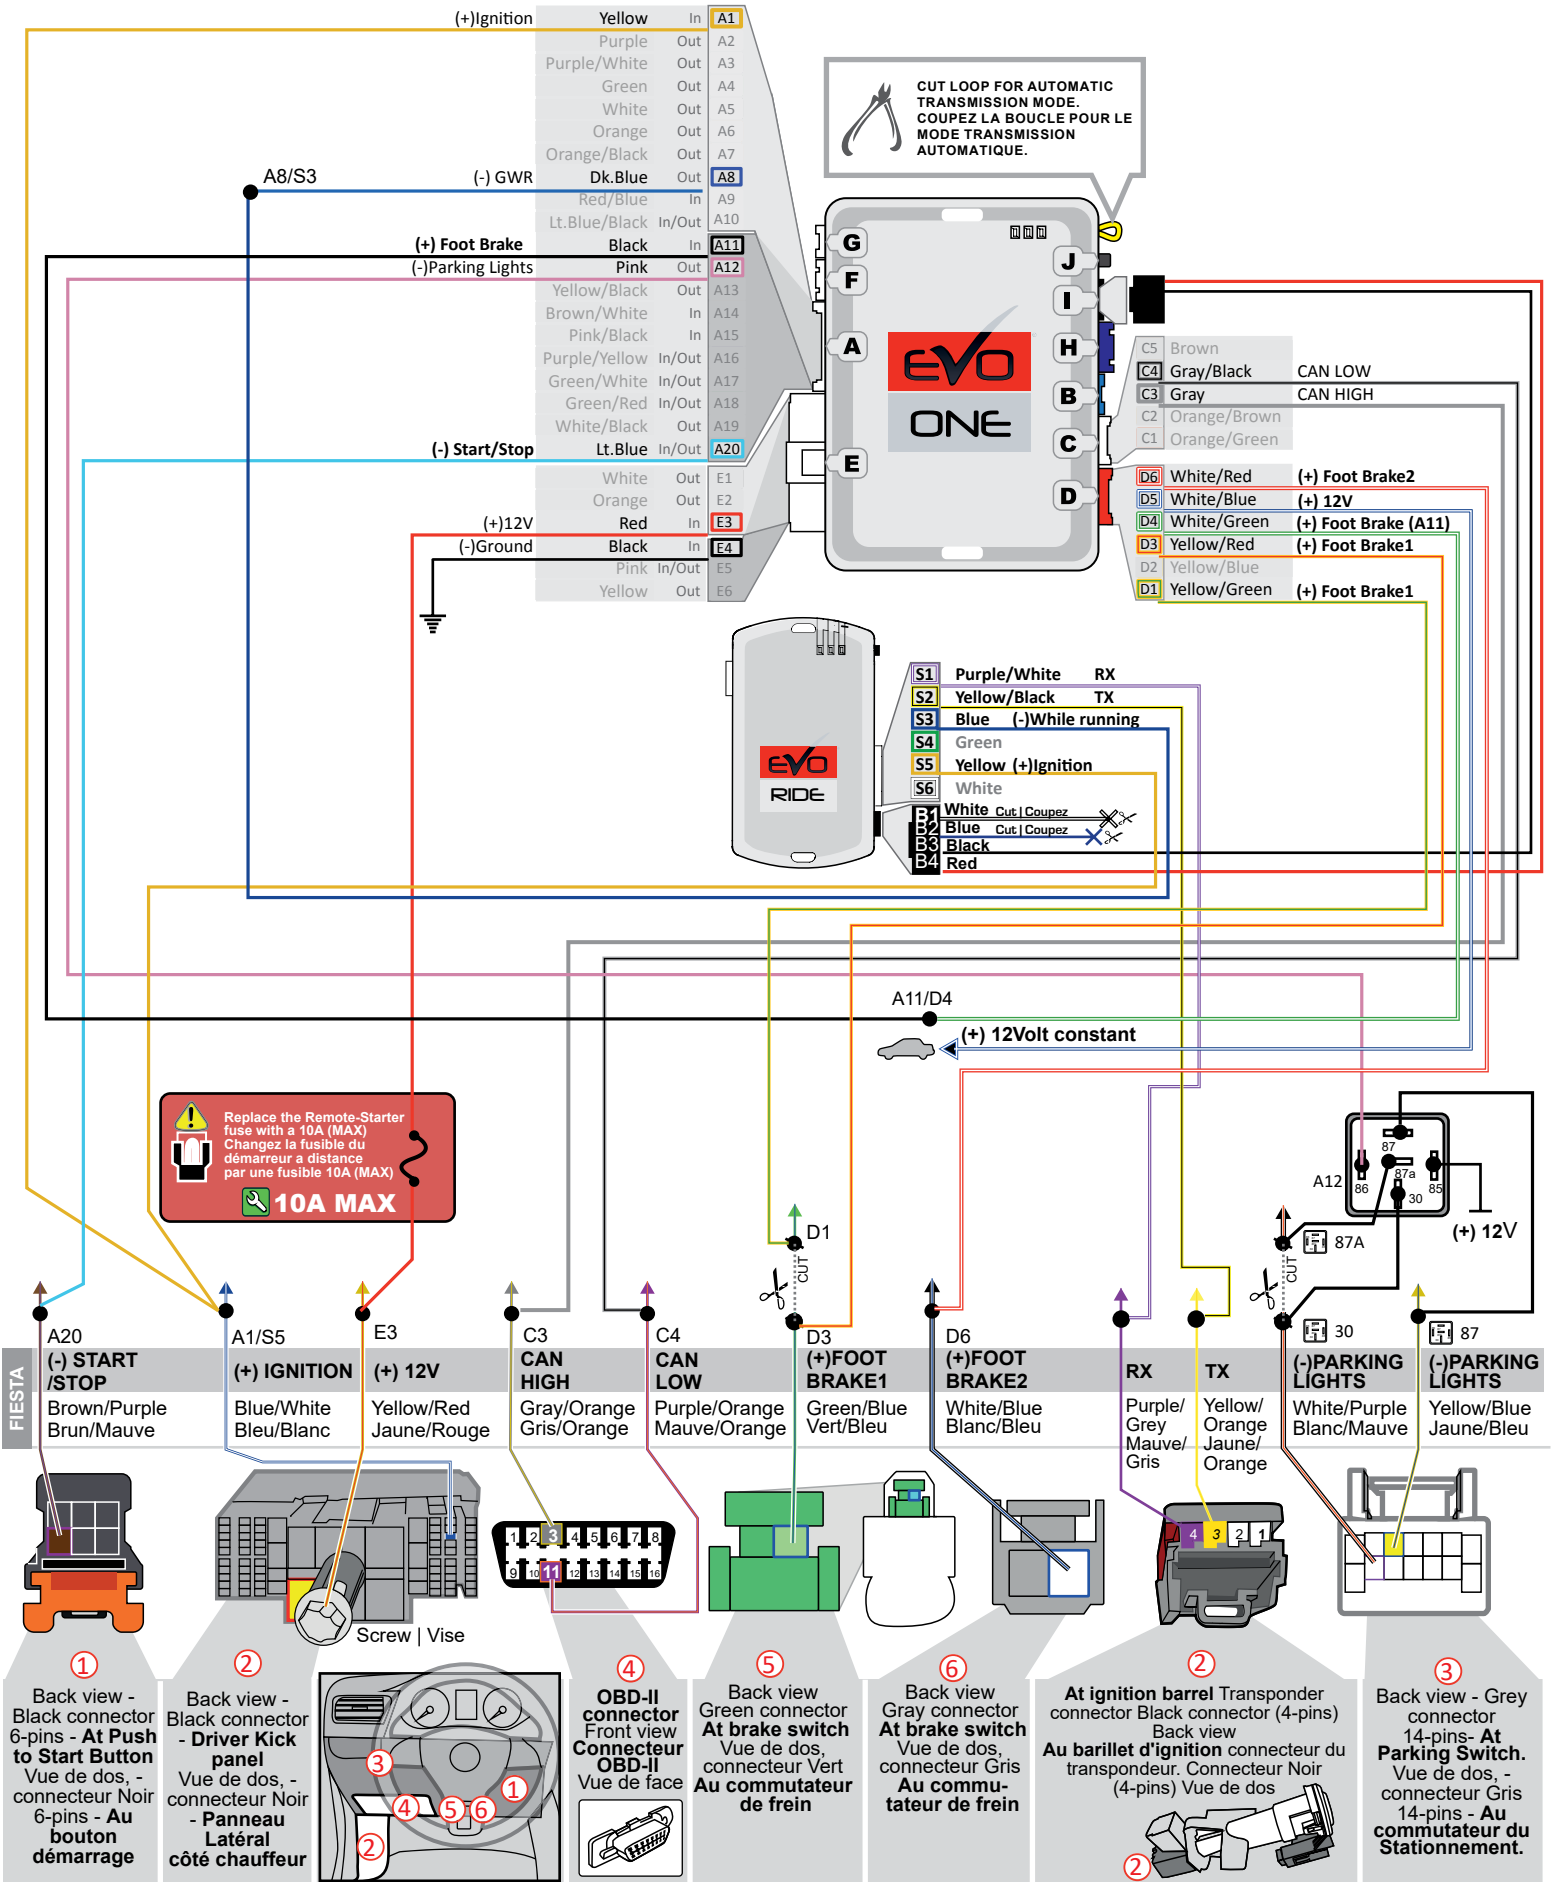 (+)Ignition Yellow In A1
Purple Out A2
Purple/White Out A3
Green Out A4
White Out A5
Orange Out A6
Orange/Black Out A7
A8/S3 (-) GWR Dk.Blue Out A8
Red/Blue In A9
Lt.Blue/Black In/Out A10
(+) Foot Brake Black In A11
(-)Parking Lights Pink Out A12
Yellow/Black Out A13
Brown/White In A14
Pink/Black In A15
Purple/Yellow In/Out A16
Green/White In/Out A17
Green/Red In/Out A18
White/Black Out A19
(-) Start/Stop Lt.Blue In/Out A20
White Out E1
Orange Out E2
(+)12V Red In E3
(-)Ground Black In E4
Pink In/Out E5
Yellow Out E6
CUT LOOP FOR AUTOMATIC
TRANSMISSION MODE.
COUPEZ LA BOUCLE POUR LE
MODE TRANSMISSION
AUTOMATIQUE.
G
F
A
E
J
I
H
B
C
D
EVO
ONE
C5 Brown
C4 Gray/Black CAN LOW
C3 Gray CAN HIGH
C2 Orange/Brown
C1 Orange/Green
D6 White/Red (+) Foot Brake2
D5 White/Blue (+) 12V
D4 White/Green (+) Foot Brake (A11)
D3 Yellow/Red (+) Foot Brake1
D2 Yellow/Blue
D1 Yellow/Green (+) Foot Brake1
EVO
RIDE
S1 Purple/White RX
S2 Yellow/Black TX
S3 Blue (-)While running
S4 Green
S5 Yellow (+)Ignition
S6 White
B1 White Cut | Coupez
B2 Blue Cut | Coupez
B3 Black
B4 Red
A11/D4
(+) 12Volt constant
Replace the Remote-Starter
fuse with a 10A (MAX)
Changez la fusible du
démarreur a distance
par une fusible 10A (MAX)
10A MAX
87
87a
86
85
30
A12
(+) 12V
D1
CUT
87A
CUT
30
87
A20
A1/S5
E3
C3
C4
D3
D6
FIESTA
(-) START
/STOP
Brown/Purple
Brun/Mauve
(+) IGNITION
Blue/White
Bleu/Blanc
(+) 12V
Yellow/Red
Jaune/Rouge
CAN
HIGH
Gray/Orange
Gris/Orange
CAN
LOW
Purple/Orange
Mauve/Orange
(+)FOOT
BRAKE1
Green/Blue
Vert/Bleu
(+)FOOT
BRAKE2
White/Blue
Blanc/Bleu
RX
Purple/
Grey
Mauve/
Gris
TX
Yellow/
Orange
Jaune/
Orange
(-)PARKING
LIGHTS
White/Purple
Blanc/Mauve
(-)PARKING
LIGHTS
Yellow/Blue
Jaune/Bleu
Screw | Vise
1 2 3 4 5 6 7 8
9 10 11 12 13 14 15 16
4 3 2 1
1
Back view -
Black connector
6-pins - At Push
to Start Button
Vue de dos, -
connecteur Noir
6-pins - Au
bouton
démarrage
2
Back view -
Black connector
- Driver Kick
panel
Vue de dos, -
connecteur Noir
- Panneau
Latéral
côté chauffeur
3
1
4
5
6
2
4
OBD-II
connector
Front view
Connecteur
OBD-II
Vue de face
5
Back view
Green connector
At brake switch
Vue de dos,
connecteur Vert
Au commutateur
de frein
6
Back view
Gray connector
At brake switch
Vue de dos,
connecteur Gris
Au commu-
tateur de frein
2
At ignition barrel Transponder
connector Black connector (4-pins)
Back view
Au barillet d'ignition connecteur du
transpondeur. Connecteur Noir
(4-pins) Vue de dos
2
3
Back view - Grey
connector
14-pins- At
Parking Switch.
Vue de dos, -
connecteur Gris
14-pins - Au
commutateur du
Stationnement.